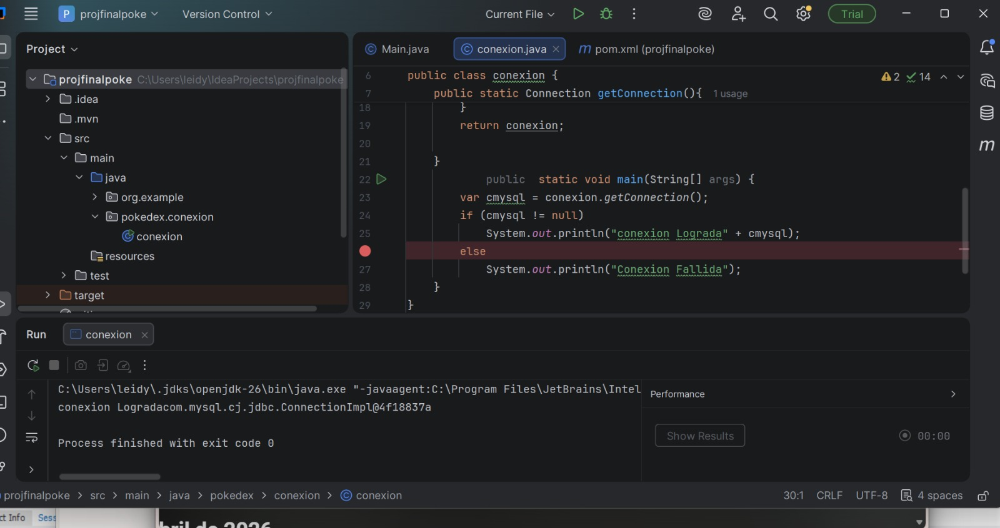 P projfinalpoke Version Control Current File Trial
Project
projfinalpoke C:\Users\leidy\IdeaProjects\projfinalpoke
.idea
.mvn
src
main
java
org.example
pokedex.conexion
conexion
resources
test
target
Main.java conexion.java pom.xml (projfinalpoke)
2 14
6 public class conexion {
7 public static Connection getConnection(){ 1 usage
18 }
19 return conexion;
20
21 }
22 public static void main(String[] args) {
23 var cmysql = conexion.getConnection();
24 if (cmysql != null)
25 System.out.println("conexion Lograda" + cmysql);
else
27 System.out.println("Conexion Fallida");
28 }
29 }
Run conexion
C:\Users\leidy\.jdks\openjdk-26\bin\java.exe "-javaagent:C:\Program Files\JetBrains\Intel
conexion Logradacom.mysql.cj.jdbc.ConnectionImpl@4f18837a
Process finished with exit code 0
Performance
Show Results 00:00
projfinalpoke > src > main > java > pokedex > conexion > conexion 30:1 CRLF UTF-8 4 spaces
ct Info Sess
bril de 2026